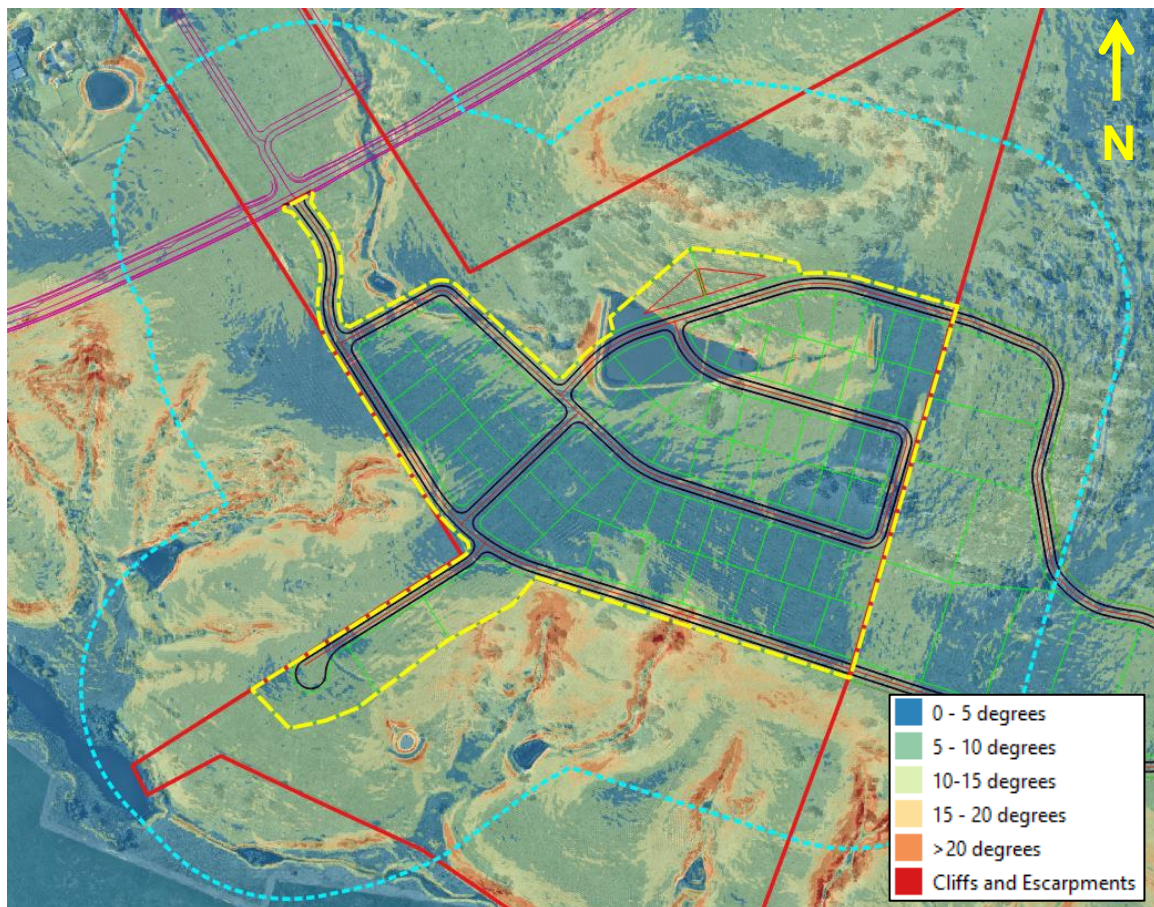 N
0 - 5 degrees
5 - 10 degrees
10-15 degrees
15 - 20 degrees
>20 degrees
Cliffs and Escarpments